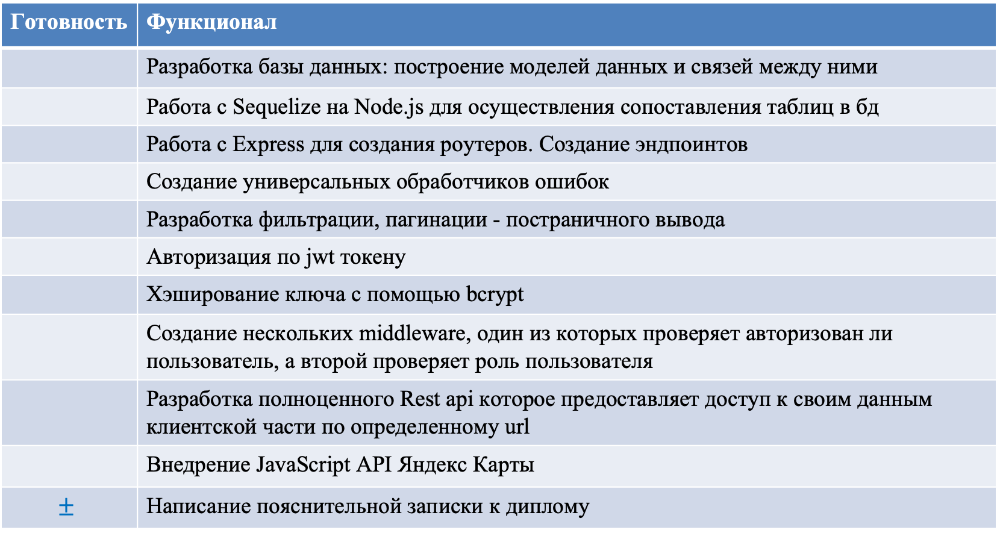 Готовность Функционал
Разработка базы данных: построение моделей данных и связей между ними
Работа с Sequelize на Node.js для осуществления сопоставления таблиц в бд
Работа с Express для создания роутеров. Создание эндпоинтов
Создание универсальных обработчиков ошибок
Разработка фильтрации, пагинации - постраничного вывода
Авторизация по jwt токену
Хэширование ключа с помощью bcrypt
Создание нескольких middleware, один из которых проверяет авторизован ли
пользователь, а второй проверяет роль пользователя
Разработка полноценного Rest api которое предоставляет доступ к своим данным
клиентской части по определенному url
Внедрение JavaScript API Яндекс Карты
± Написание пояснительной записки к диплому